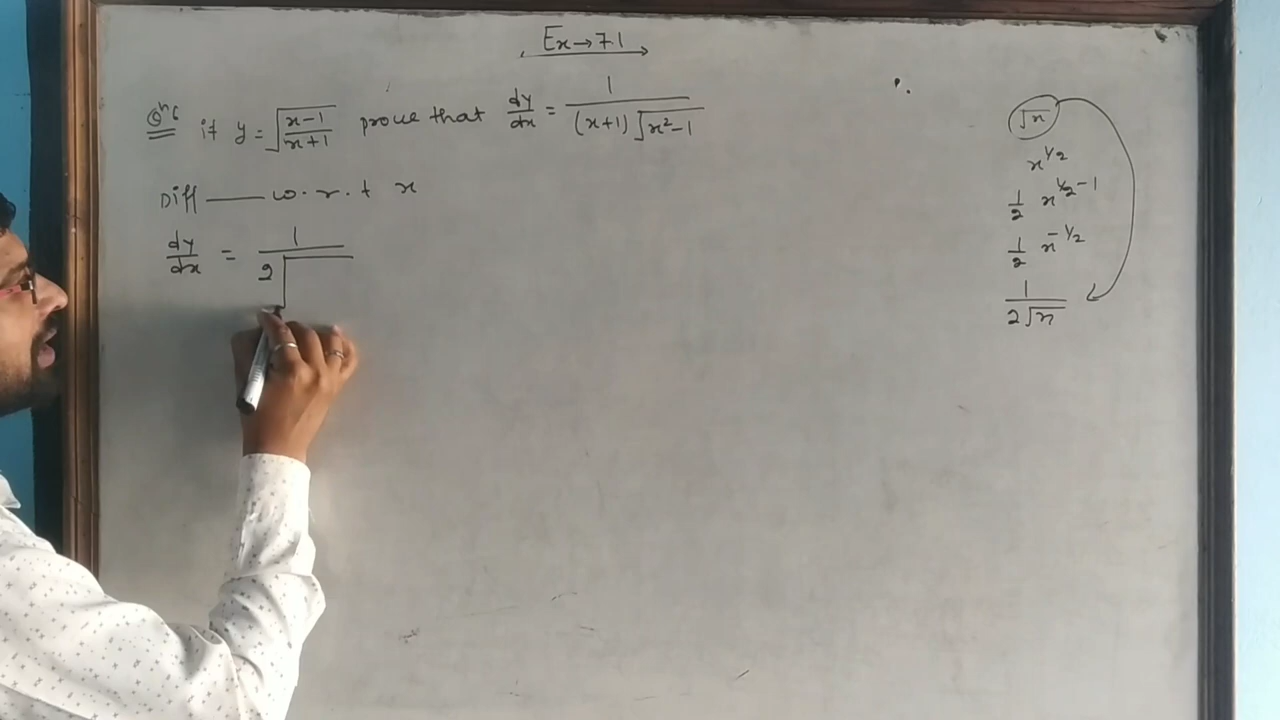 Ex→7.1
Qⁿ6 if y = √((x-1)/(x+1)) prove that dy/dx = 1/((x+1)√(x²-1))
Diff —— w.r.t x
dy/dx = 1/(2√
√x
x^(1/2)
1/2 x^(1/2 - 1)
1/2 x^(-1/2)
1/(2√x)